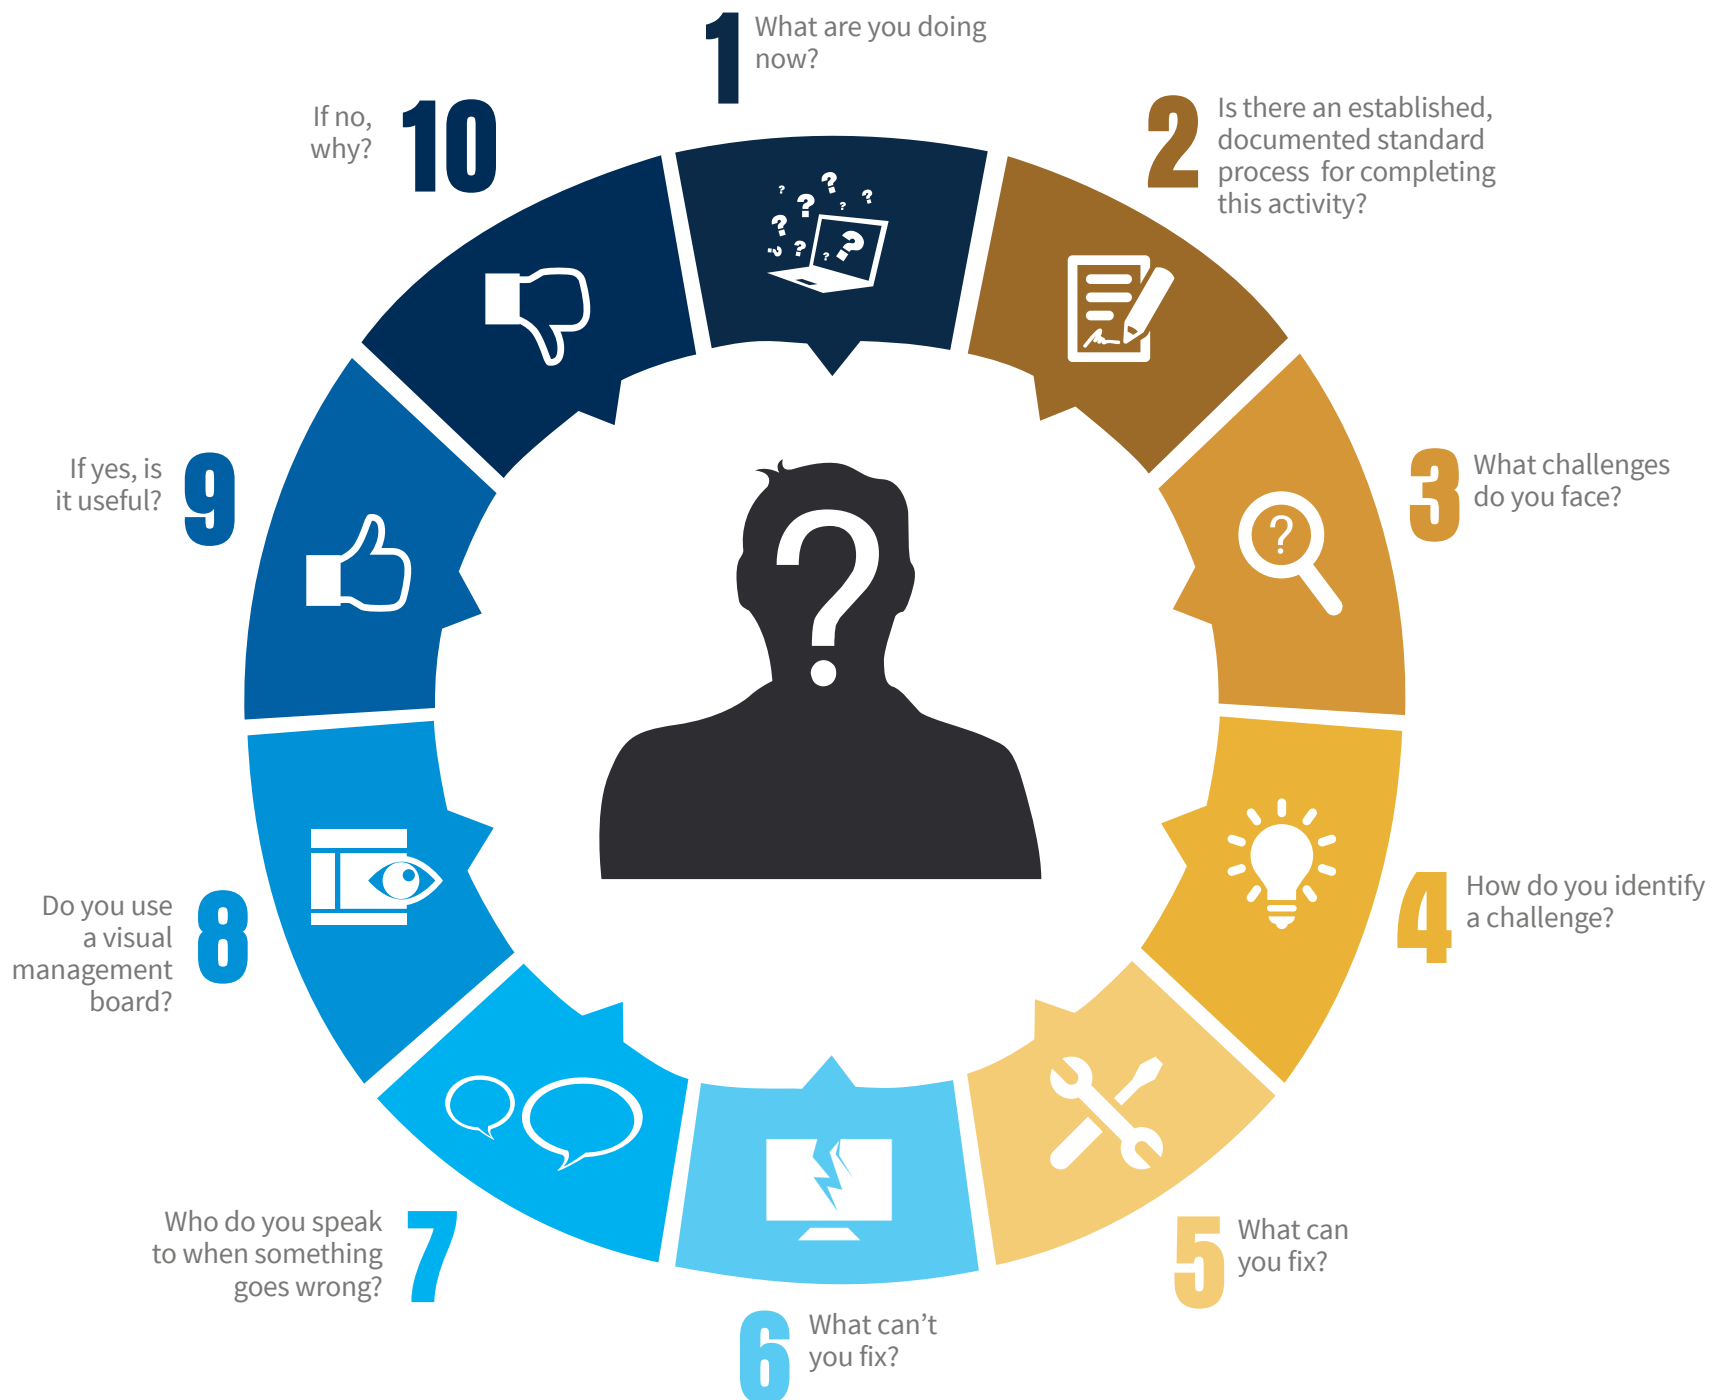 1
What are you doing
now?
2
Is there an established,
documented standard
process for completing
this activity?
3
What challenges
do you face?
4
How do you identify
a challenge?
5
What can
you fix?
6
What can’t
you fix?
7
Who do you speak
to when something
goes wrong?
8
Do you use
a visual
management
board?
9
If yes, is
it useful?
10
If no,
why?
?
?
?
?
?
?
?
?
?
?
?
?